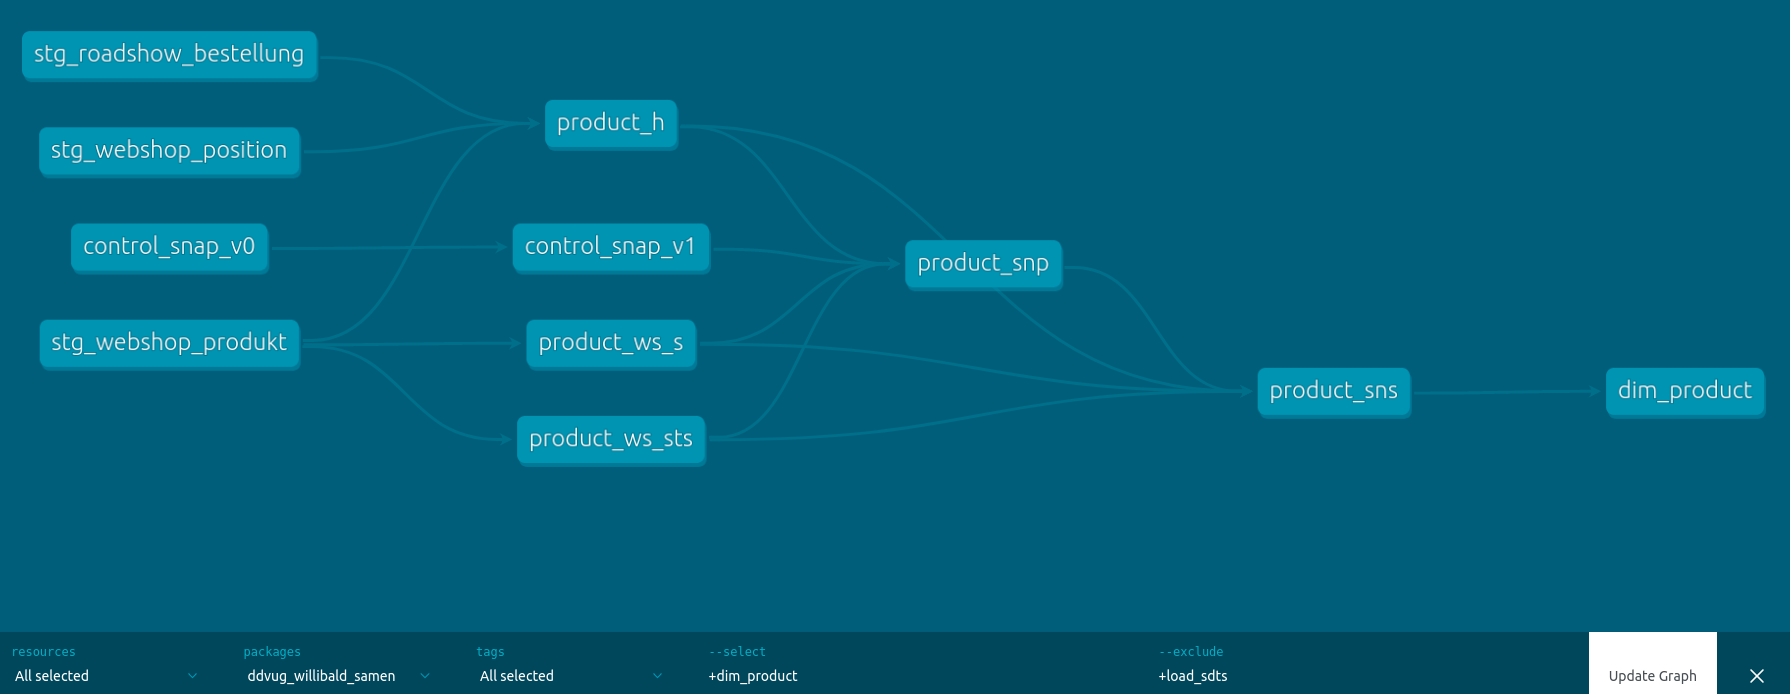 stg_roadshow_bestellung
product_h
stg_webshop_position
control_snap_v0
control_snap_v1
product_snp
stg_webshop_produkt
product_ws_s
product_sns
dim_product
product_ws_sts
resources
packages
tags
--select
--exclude
All selected
ddvug_willibald_samen
All selected
+dim_product
+load_sdts
Update Graph